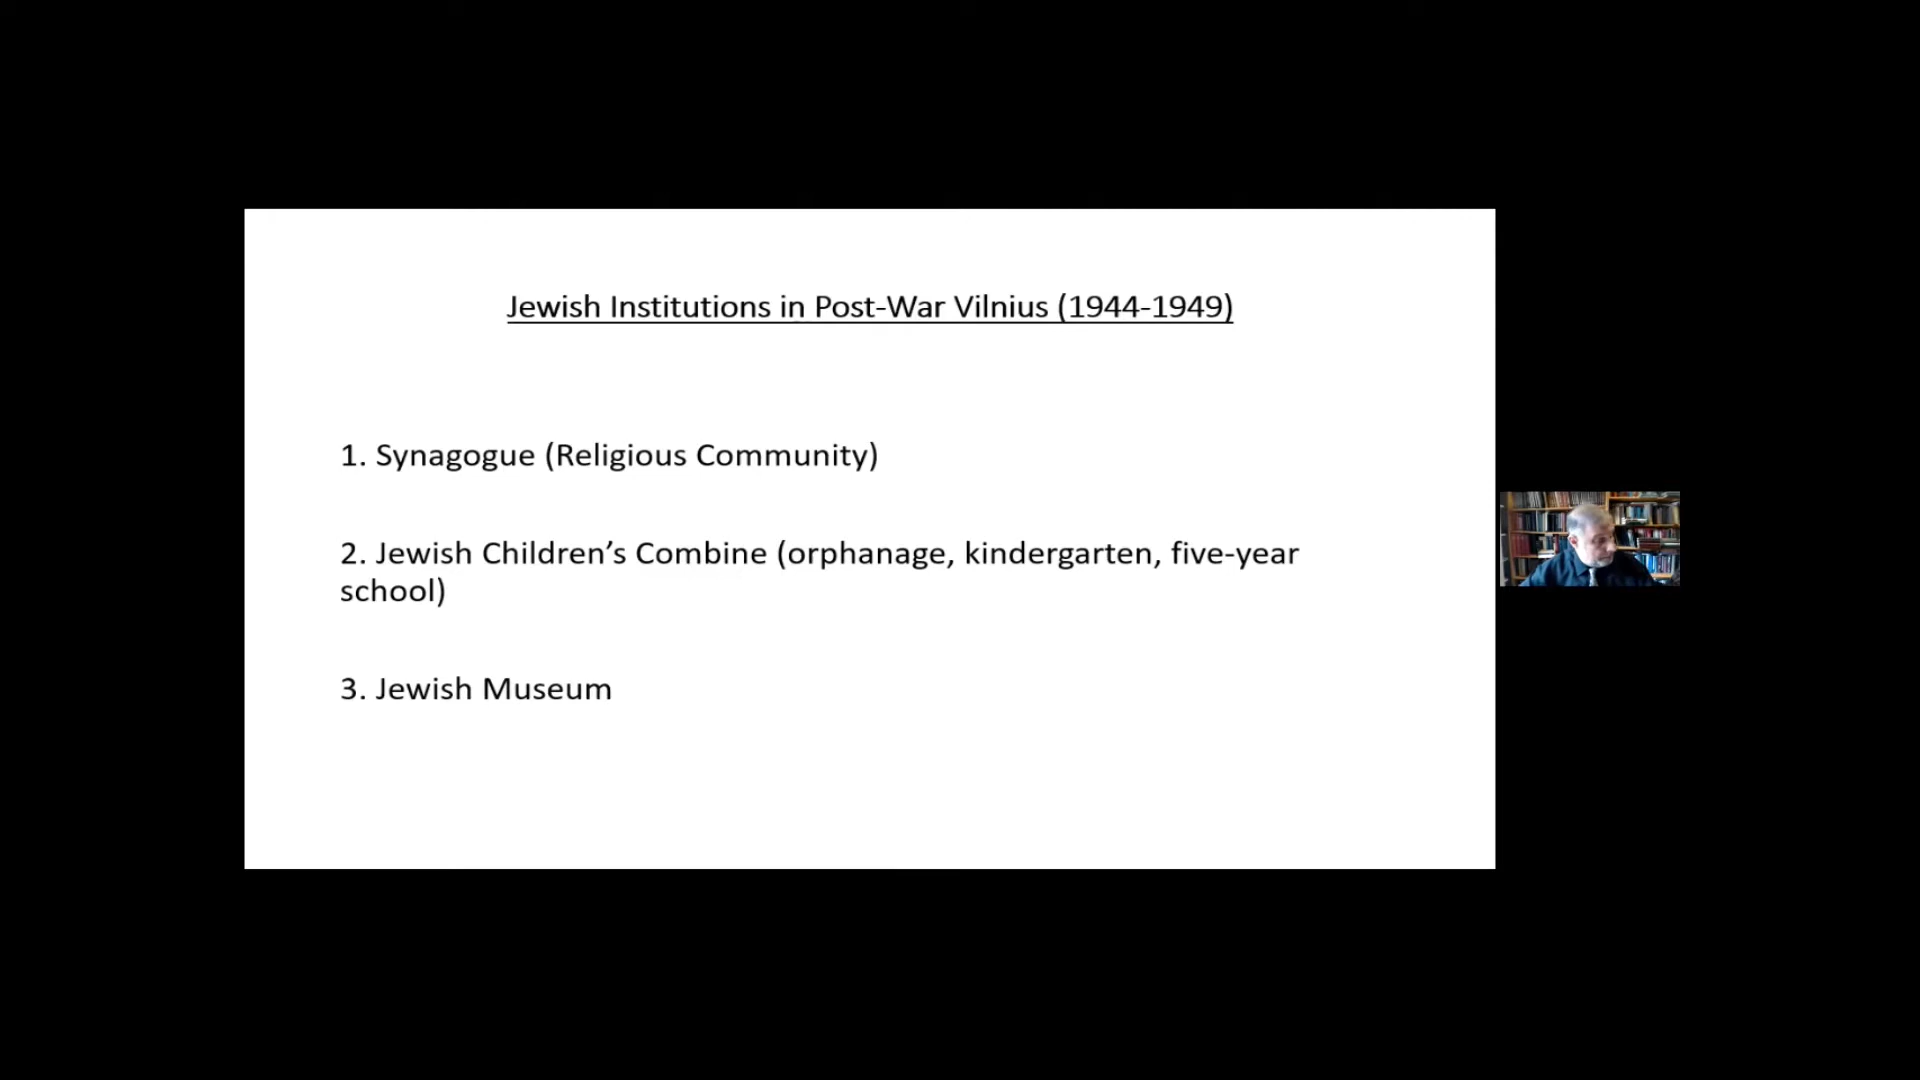 Jewish Institutions in Post-War Vilnius (1944-1949)
1. Synagogue (Religious Community)
2. Jewish Children’s Combine (orphanage, kindergarten, five-year
school)
3. Jewish Museum